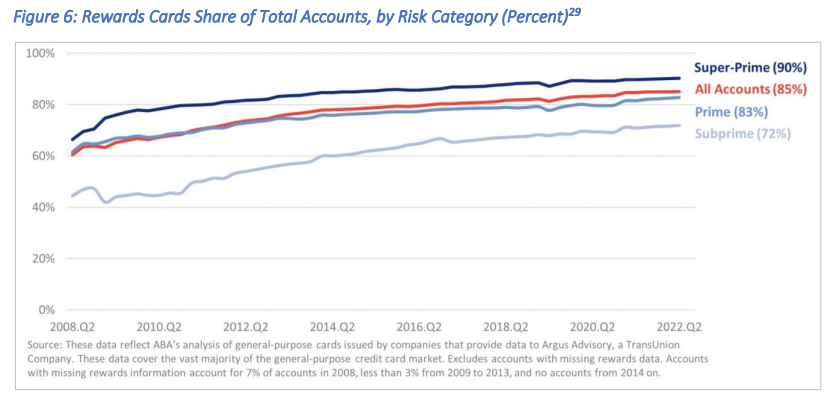 Figure 6: Rewards Cards Share of Total Accounts, by Risk Category (Percent)29
100%
80%
60%
40%
20%
0%
Super-Prime (90%)
All Accounts (85%)
Prime (83%)
Subprime (72%)
2008.Q2 2010.Q2 2012.Q2 2014.Q2 2016.Q2 2018.Q2 2020.Q2 2022.Q2
Source: These data reflect ABA's analysis of general-purpose cards issued by companies that provide data to Argus Advisory, a TransUnion
Company. These data cover the vast majority of the general-purpose credit card market. Excludes accounts with missing rewards data. Accounts
with missing rewards information account for 7% of accounts in 2008, less than 3% from 2009 to 2013, and no accounts from 2014 on.